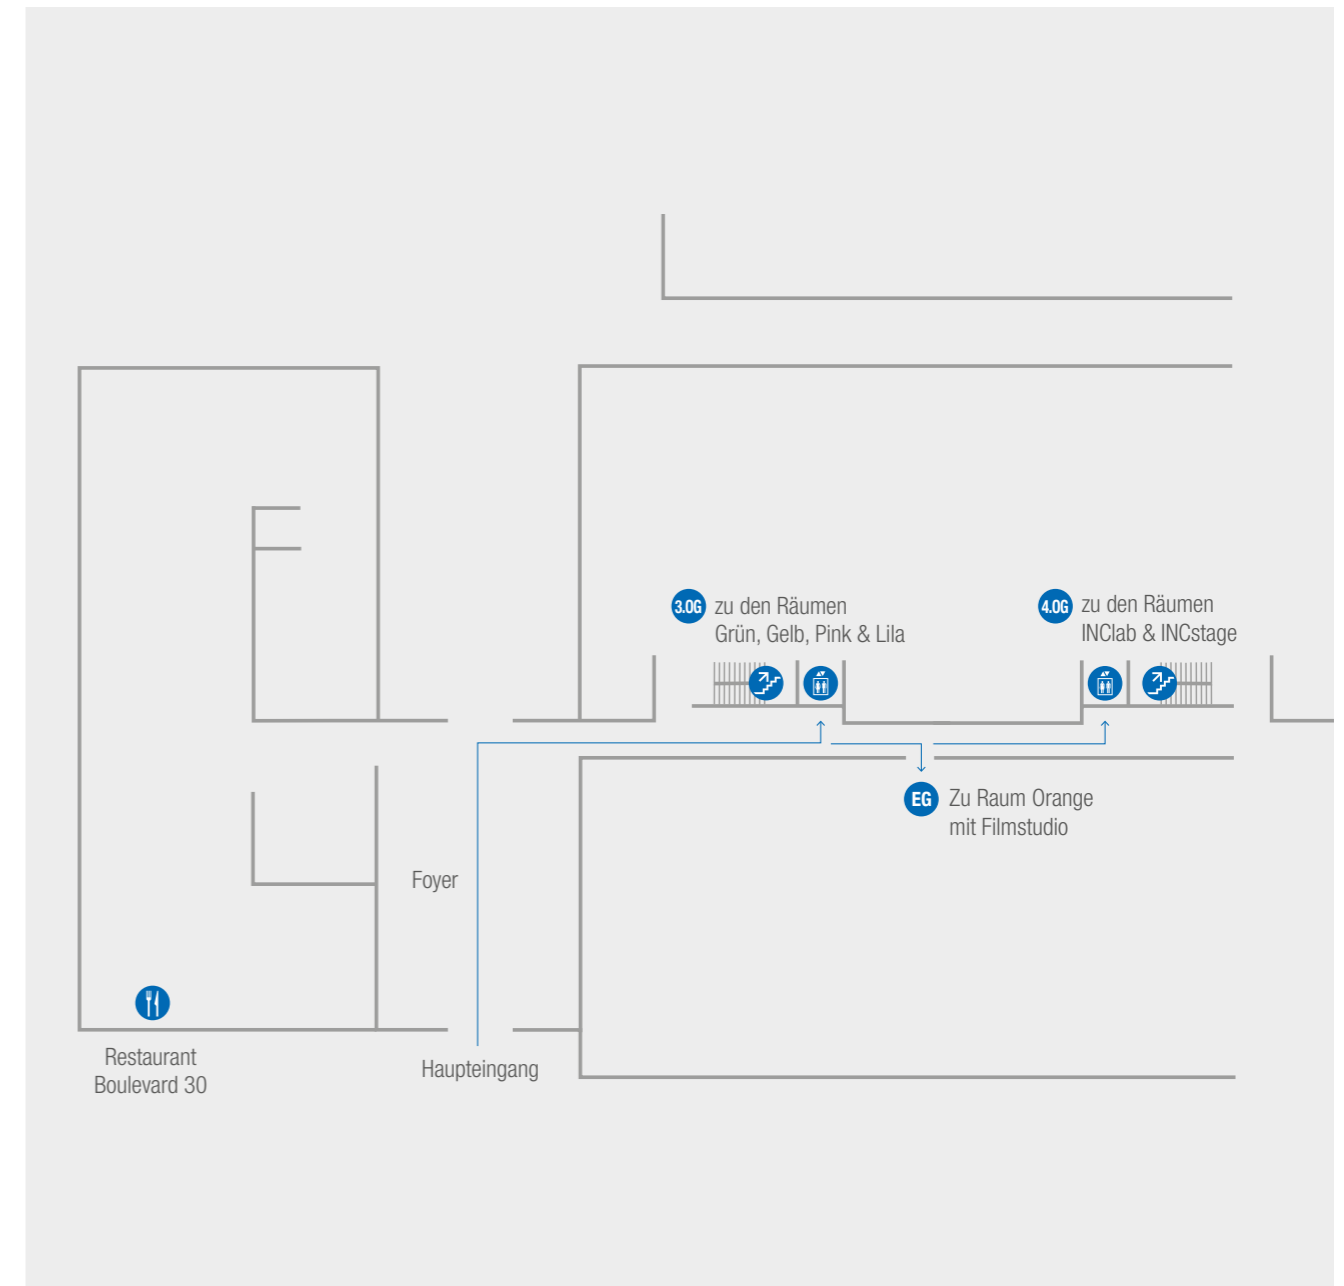 3.OG zu den Räumen
Grün, Gelb, Pink & Lila
4.OG zu den Räumen
INClab & INCstage
EG Zu Raum Orange
mit Filmstudio
Foyer
Restaurant
Boulevard 30
Haupteingang